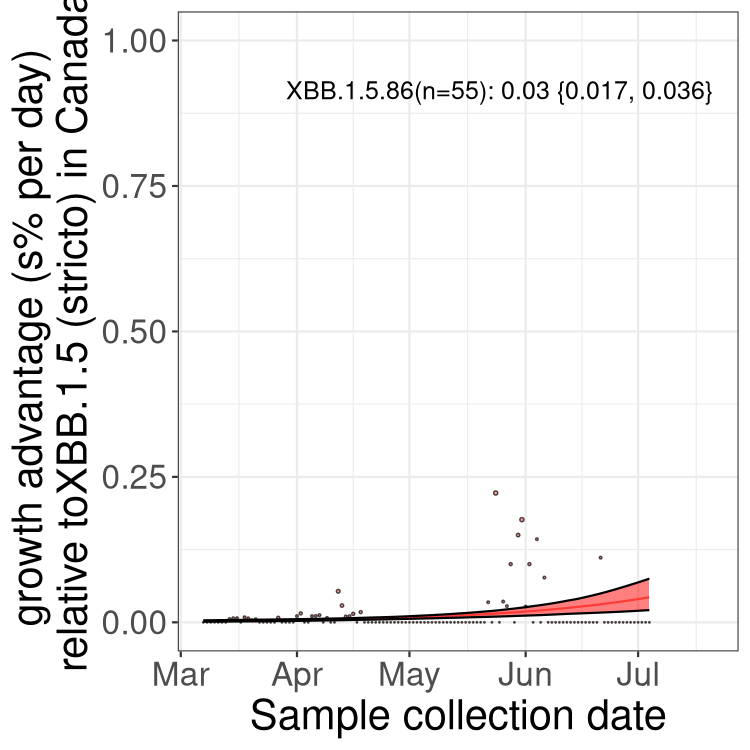 growth advantage (s% per day)
relative toXBB.1.5 (stricto) in Canada
1.00
0.75
0.50
0.25
0.00
XBB.1.5.86(n=55): 0.03 {0.017, 0.036}
Mar Apr May Jun Jul
Sample collection date